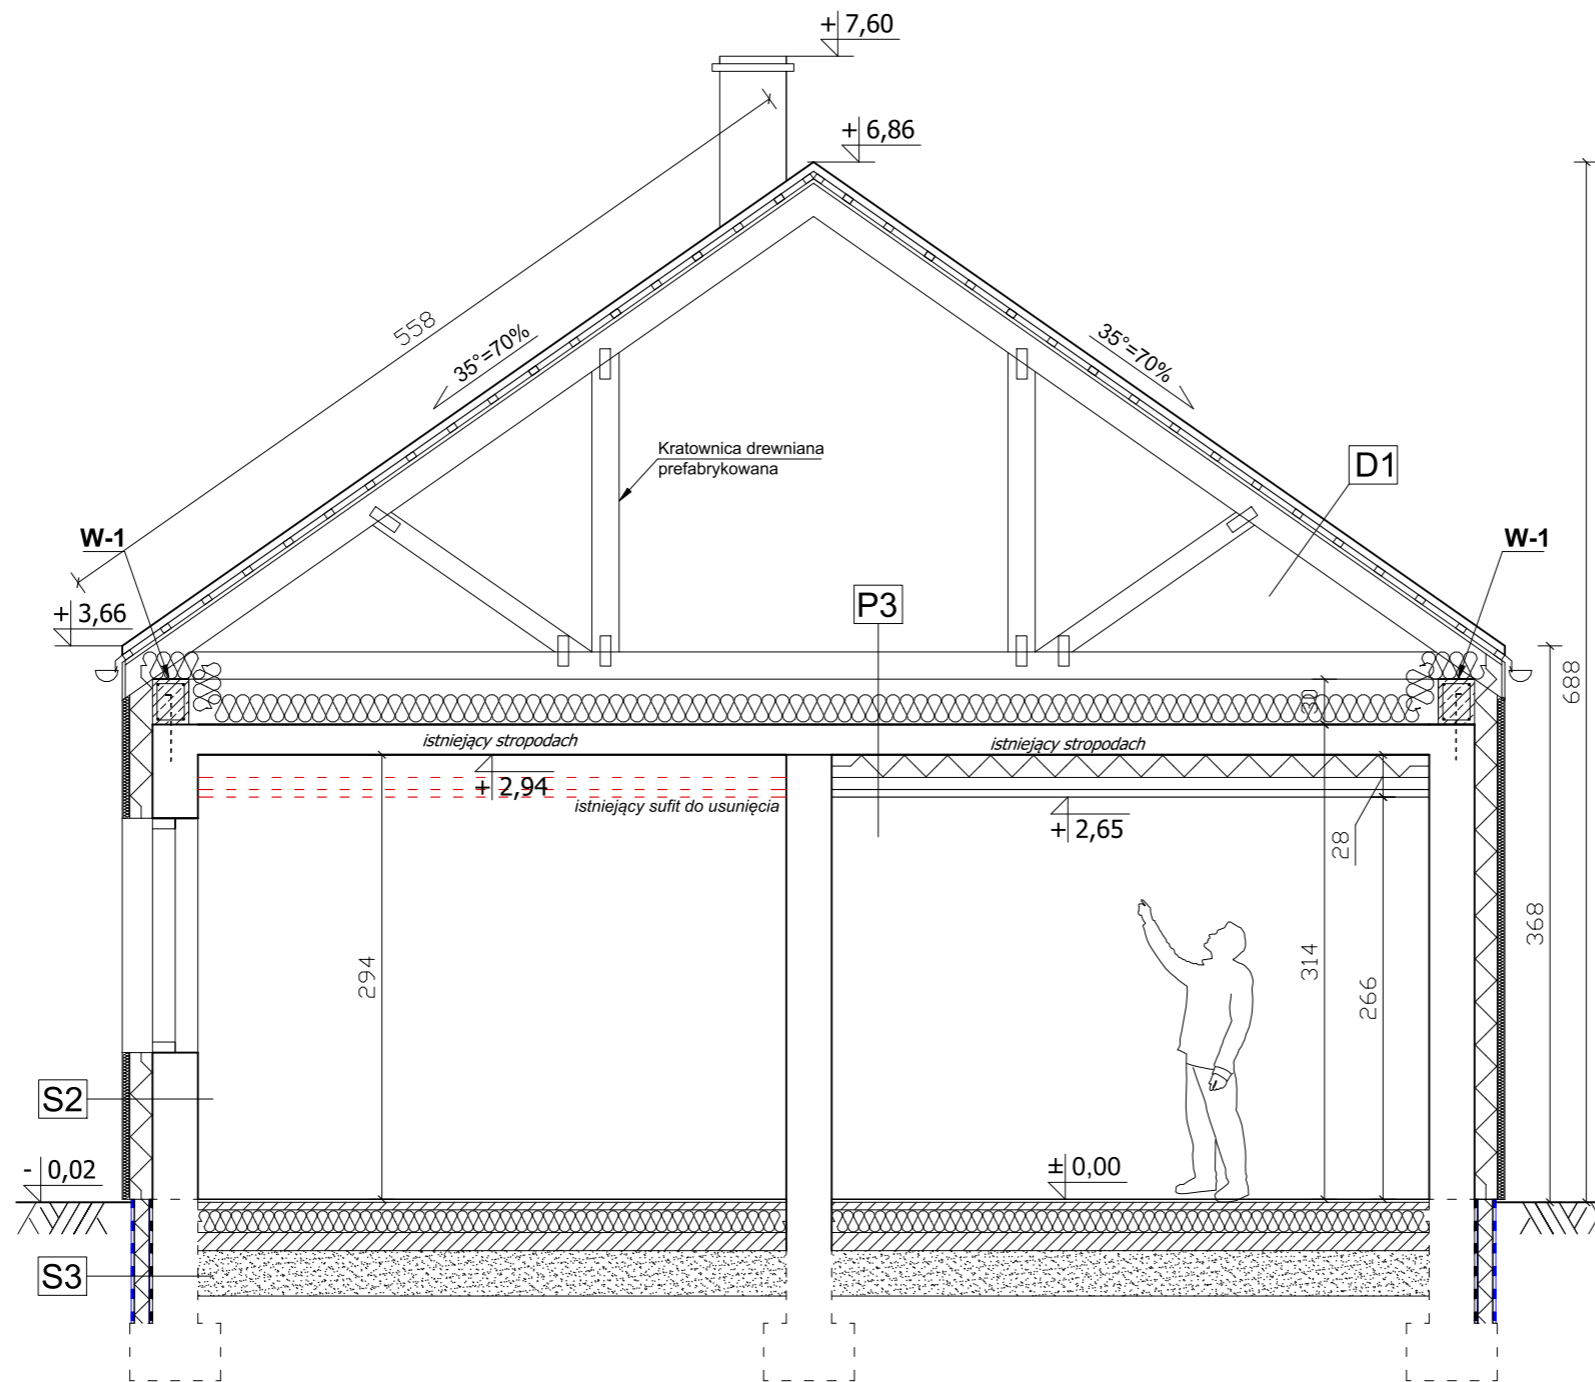 + 7,60
+ 6,86
558
35°=70%
35°=70%
Kratownica drewniana
prefabrykowana
D1
W-1
W-1
+ 3,66
P3
688
30
istniejący stropodach
istniejący stropodach
+ 2,94
istniejący sufit do usunięcia
+ 2,65
28
368
294
314
266
S2
- 0,02
± 0,00
S3